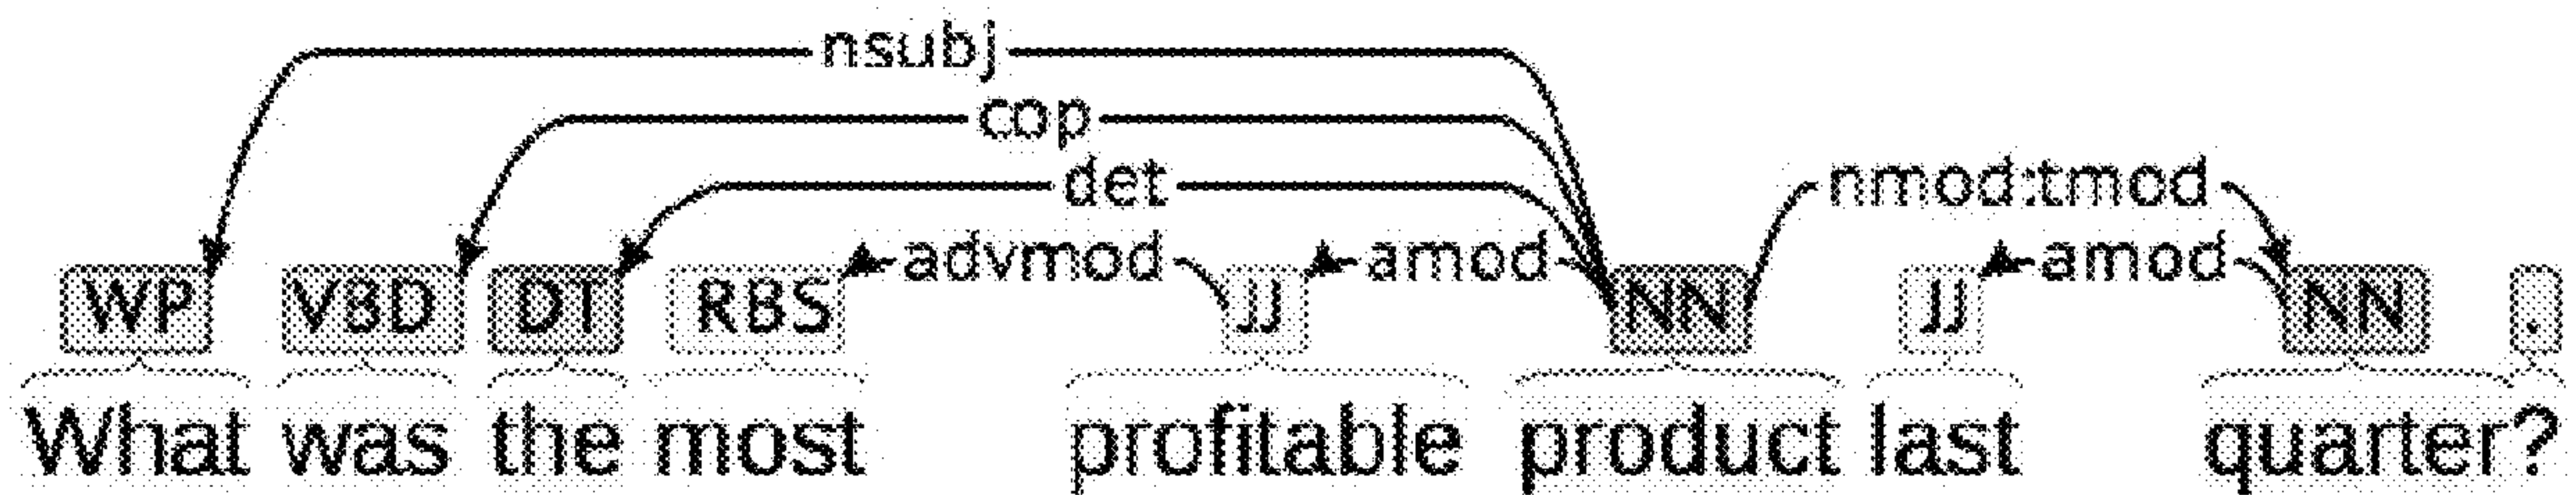 nsubj
cop
det
nmod:tmod
advmod amod amod
WP VBD DT RBS JJ NN JJ NN .
What was the most profitable product last quarter?